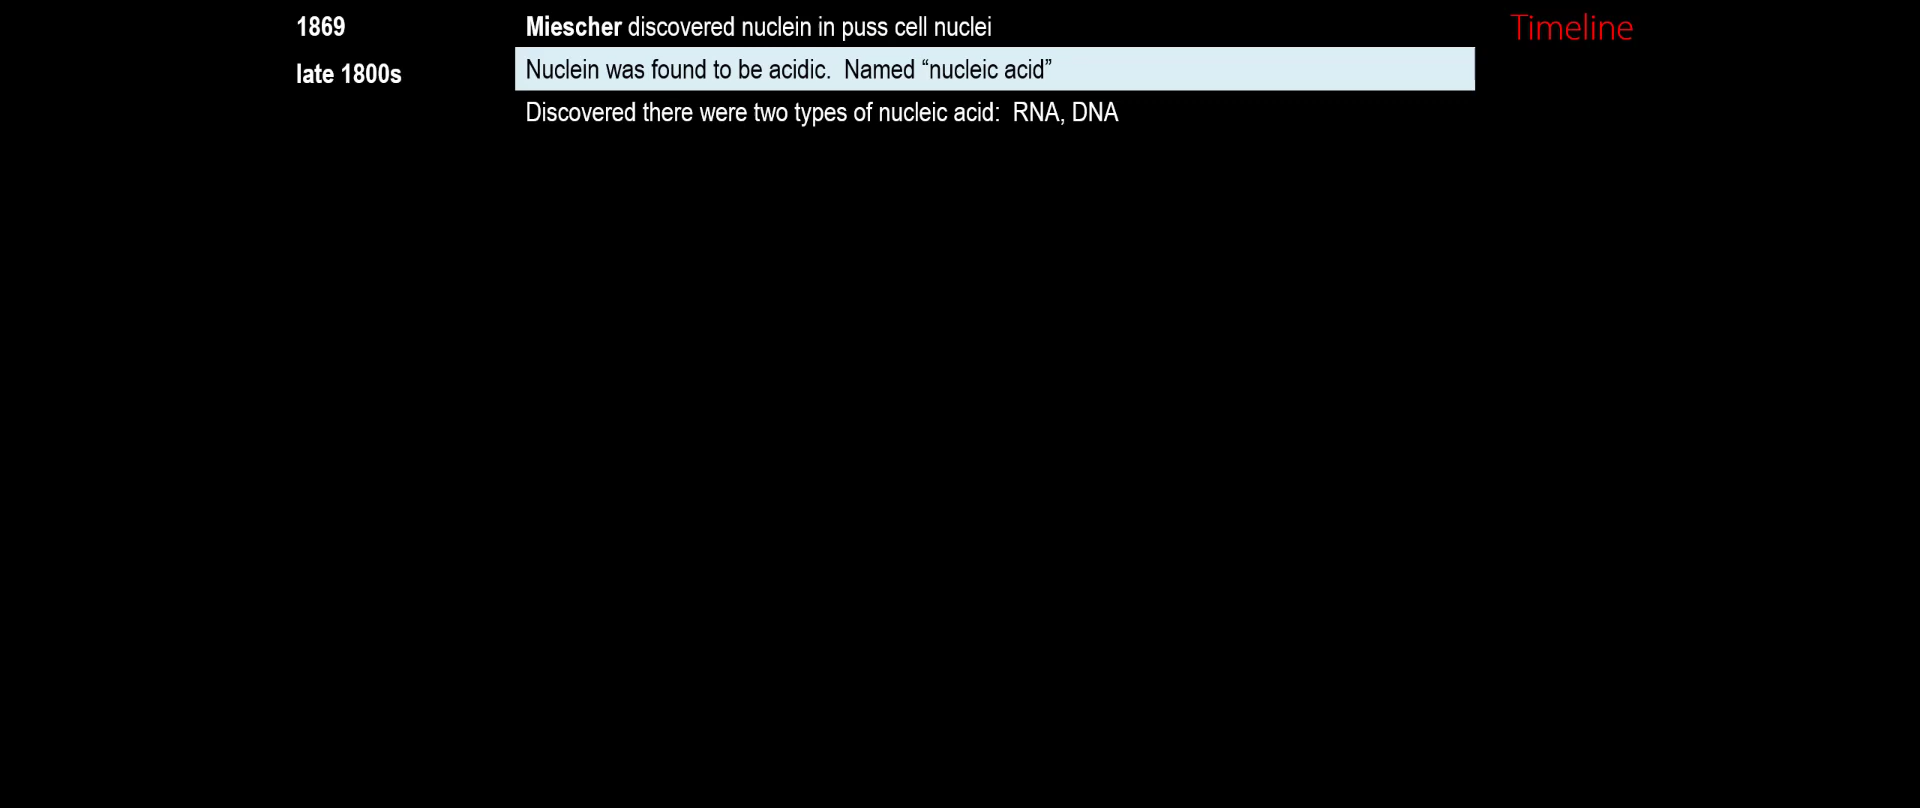 1869 Miescher discovered nuclein in puss cell nuclei
Timeline
late 1800s Nuclein was found to be acidic. Named “nucleic acid”
Discovered there were two types of nucleic acid: RNA, DNA